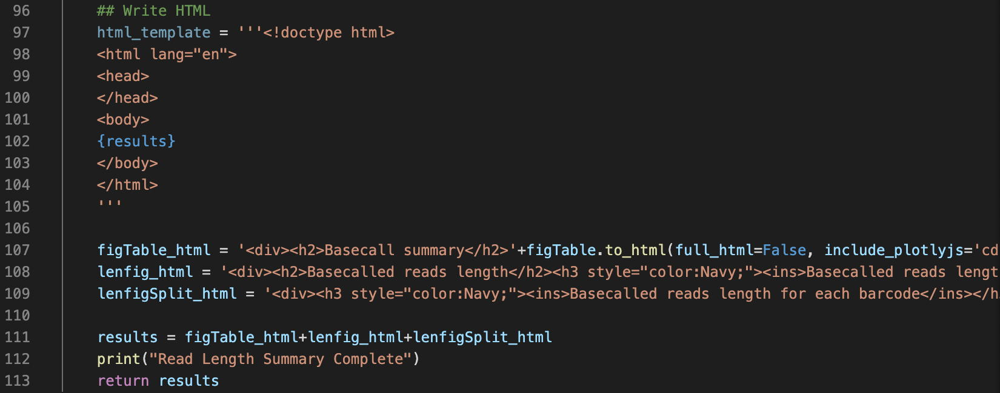 96 ## Write HTML
97 html_template = '''<!doctype html>
98 <html lang="en">
99 <head>
100 </head>
101 <body>
102 {results}
103 </body>
104 </html>
105 '''
106
107 figTable_html = '<div><h2>Basecall summary</h2>'+figTable.to_html(full_html=False, include_plotlyjs='cd
108 lenfig_html = '<div><h2>Basecalled reads length</h2><h3 style="color:Navy;"><ins>Basecalled reads lengt
109 lenfigSplit_html = '<div><h3 style="color:Navy;"><ins>Basecalled reads length for each barcode</ins></h
110
111 results = figTable_html+lenfig_html+lenfigSplit_html
112 print("Read Length Summary Complete")
113 return results